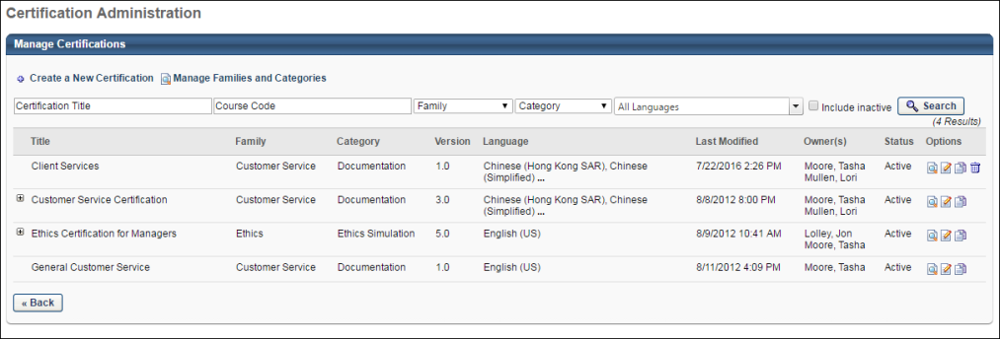 Certification Administration
Manage Certifications
Create a New Certification Manage Families and Categories
Certification Title Course Code Family Category All Languages Include inactive Search
(4 Results)
Title Family Category Version Language Last Modified Owner(s) Status Options
Client Services Customer Service Documentation 1.0 Chinese (Hong Kong SAR), Chinese 7/22/2016 2:26 PM Moore, Tasha Active
(Simplified) ... Mullen, Lori
Customer Service Certification Customer Service Documentation 3.0 Chinese (Hong Kong SAR), Chinese 8/8/2012 8:00 PM Moore, Tasha Active
(Simplified) ... Mullen, Lori
Ethics Certification for Managers Ethics Ethics Simulation 5.0 English (US) 8/9/2012 10:41 AM Lolley, Jon Active
Moore, Tasha
General Customer Service Customer Service Documentation 1.0 English (US) 8/11/2012 4:09 PM Moore, Tasha Active
« Back